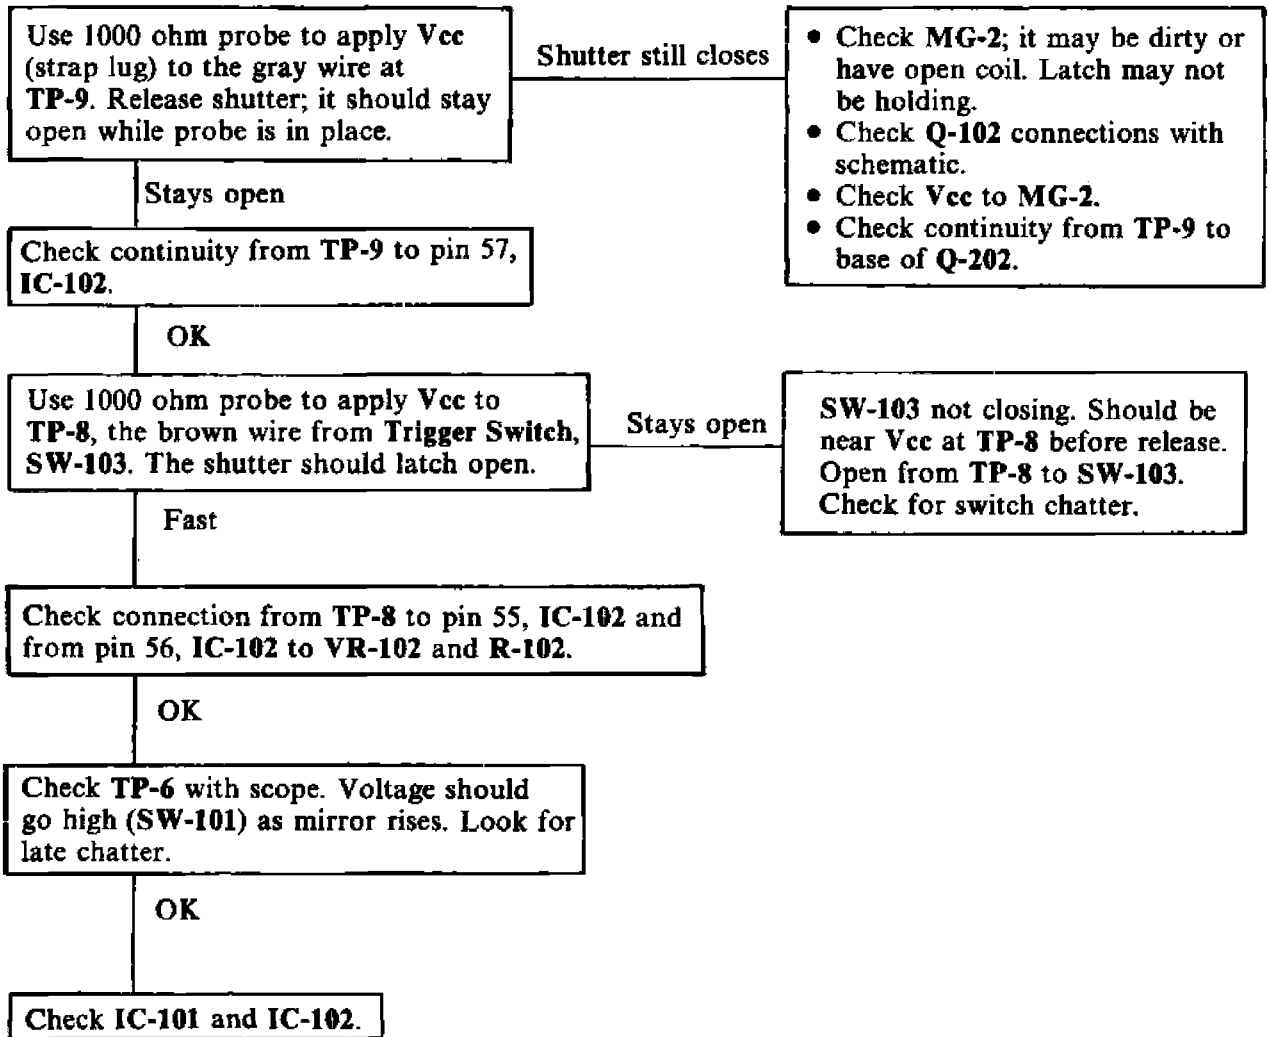 Use 1000 ohm probe to apply Vcc
(strap lug) to the gray wire at
TP-9. Release shutter; it should stay
open while probe is in place.
Shutter still closes
• Check MG-2; it may be dirty or
have open coil. Latch may not
be holding.
• Check Q-102 connections with
schematic.
• Check Vcc to MG-2.
• Check continuity from TP-9 to
base of Q-202.
Stays open
Check continuity from TP-9 to pin 57,
IC-102.
OK
Use 1000 ohm probe to apply Vcc to
TP-8, the brown wire from Trigger Switch,
SW-103. The shutter should latch open.
Stays open
SW-103 not closing. Should be
near Vcc at TP-8 before release.
Open from TP-8 to SW-103.
Check for switch chatter.
Fast
Check connection from TP-8 to pin 55, IC-102 and
from pin 56, IC-102 to VR-102 and R-102.
OK
Check TP-6 with scope. Voltage should
go high (SW-101) as mirror rises. Look for
late chatter.
OK
Check IC-101 and IC-102.